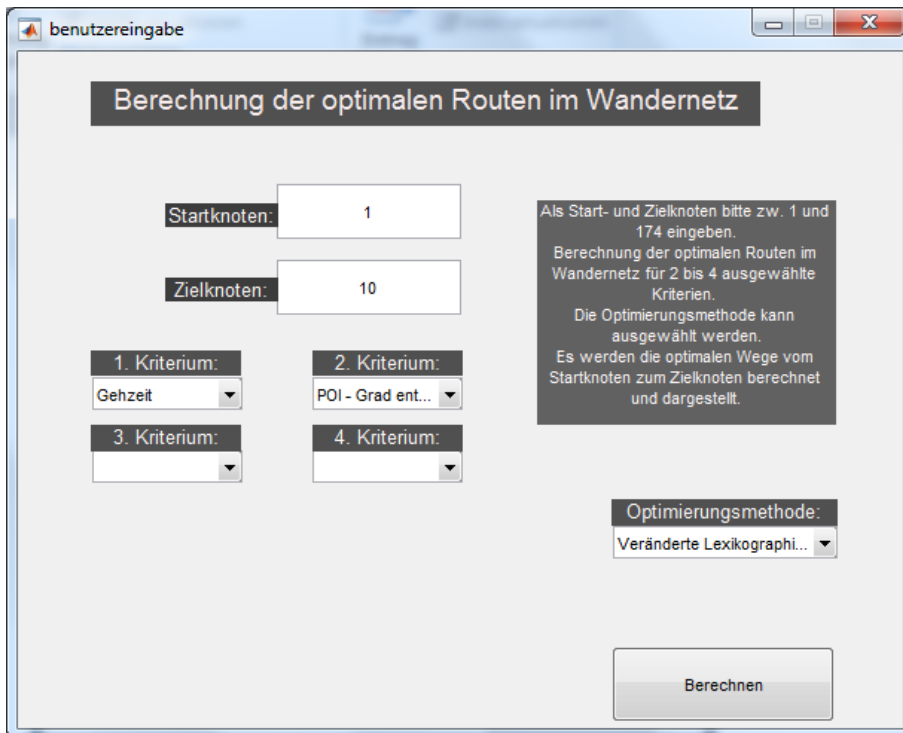 benutzereingabe
Berechnung der optimalen Routen im Wandernetz
Startknoten:
1
Zielknoten:
10
Als Start- und Zielknoten bitte zw. 1 und
174 eingeben.
Berechnung der optimalen Routen im
Wandernetz für 2 bis 4 ausgewählte
Kriterien.
Die Optimierungsmethode kann
ausgewählt werden.
Es werden die optimalen Wege vom
Startknoten zum Zielknoten berechnet
und dargestellt.
1. Kriterium:
Gehzeit
2. Kriterium:
POI - Grad ent...
3. Kriterium:
4. Kriterium:
Optimierungsmethode:
Veränderte Lexikographi...
Berechnen